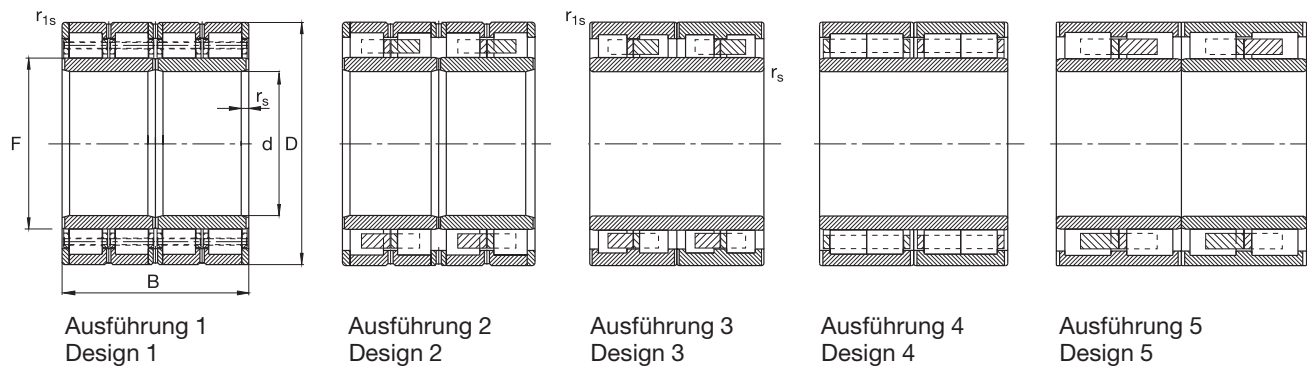 r1s
rs
rs
F
d
D
r1s
B
Ausführung 1
Design 1
Ausführung 2
Design 2
Ausführung 3
Design 3
Ausführung 4
Design 4
Ausführung 5
Design 5